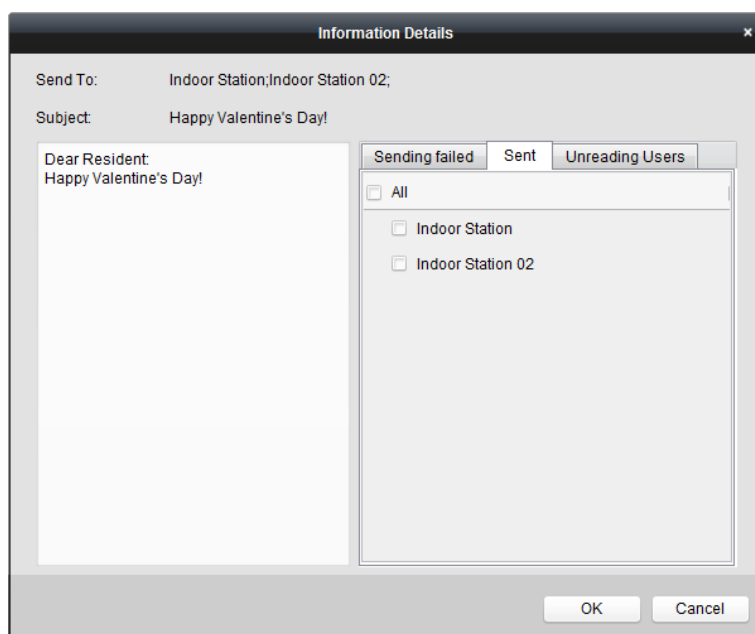 Information Details
Send To: Indoor Station;Indoor Station 02;
Subject: Happy Valentine's Day!
Dear Resident:
Happy Valentine's Day!
Sending failed Sent Unreading Users
All
Indoor Station
Indoor Station 02
OK Cancel